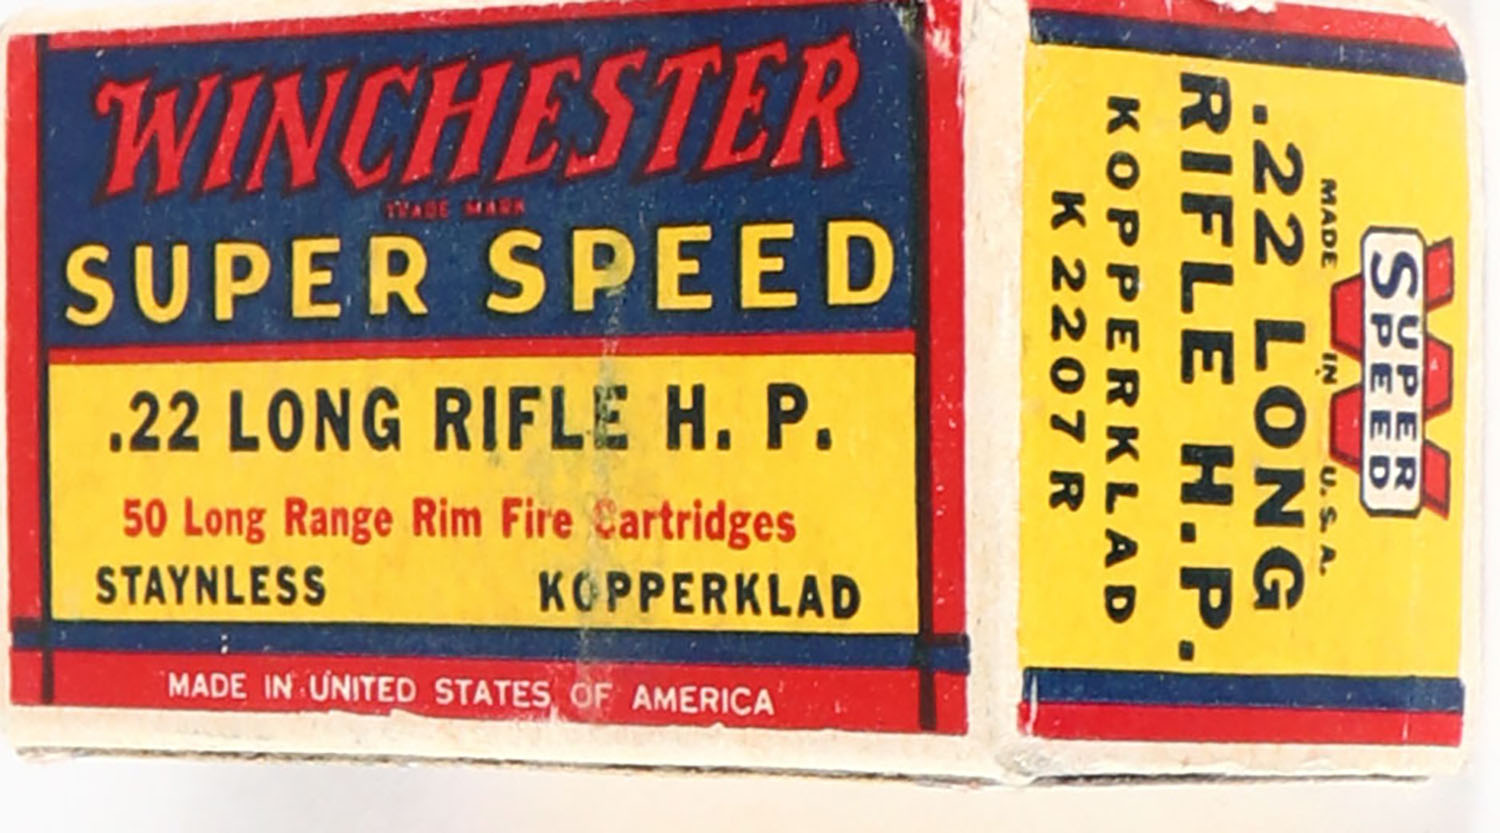 WINCHESTER
TRADE MARK
SUPER SPEED
.22 LONG RIFLE H. P.
50 Long Range Rim Fire Cartridges
STAYNLESS KOPPERKLAD
MADE IN UNITED STATES OF AMERICA
W
SUPER
SPEED
MADE IN U.S.A.
.22 LONG
RIFLE H.P.
KOPPERKLAD
K2207R